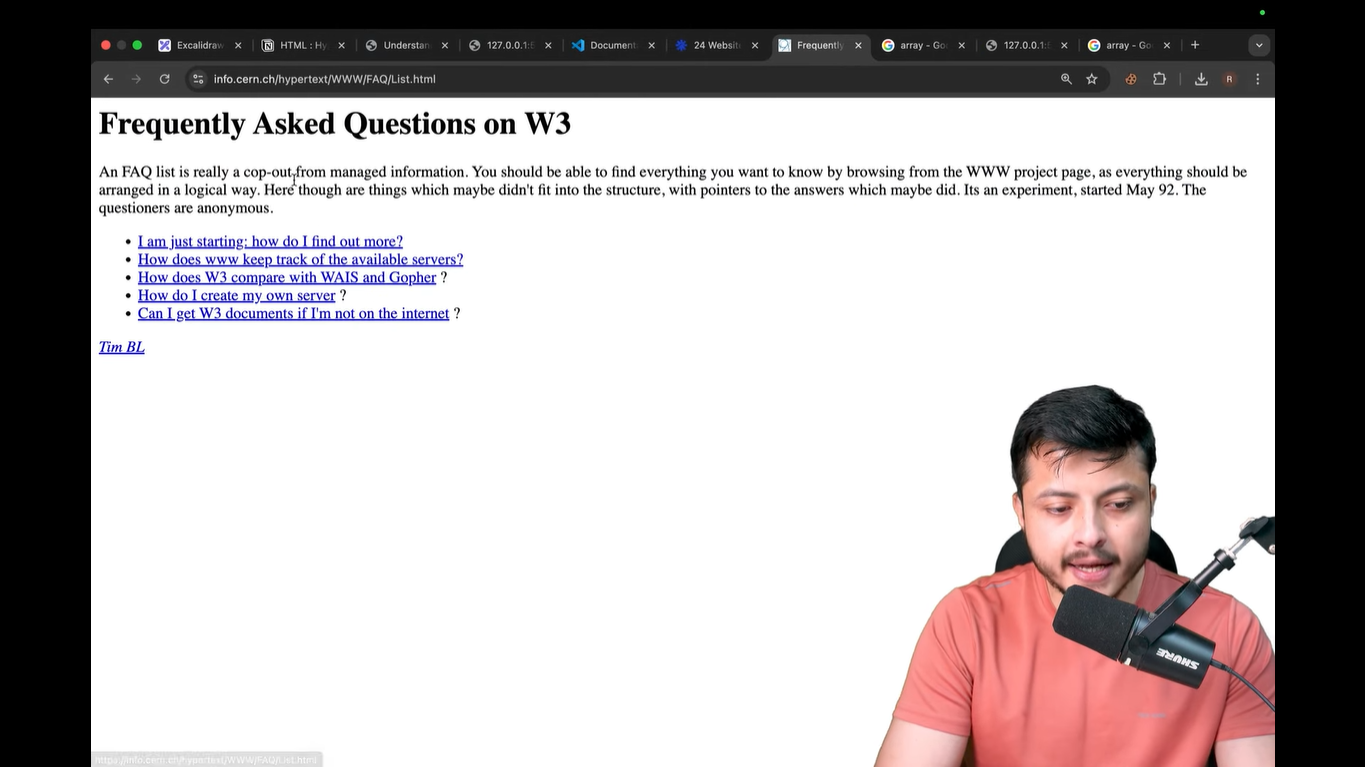 Excalidraw
HTML : Hy
Understan
127.0.0.1:5
Document
24 Website
Frequently
array - Go
127.0.0.1:5
array - Go
info.cern.ch/hypertext/WWW/FAQ/List.html
R
Frequently Asked Questions on W3
An FAQ list is really a cop-out from managed information. You should be able to find everything you want to know by browsing from the WWW project page, as everything should be
arranged in a logical way. Here though are things which maybe didn't fit into the structure, with pointers to the answers which maybe did. Its an experiment, started May 92. The
questioners are anonymous.
• I am just starting: how do I find out more?
• How does www keep track of the available servers?
• How does W3 compare with WAIS and Gopher ?
• How do I create my own server ?
• Can I get W3 documents if I'm not on the internet ?
Tim BL
SHURE
https://info.cern.ch/hypertext/WWW/FAQ/List.html